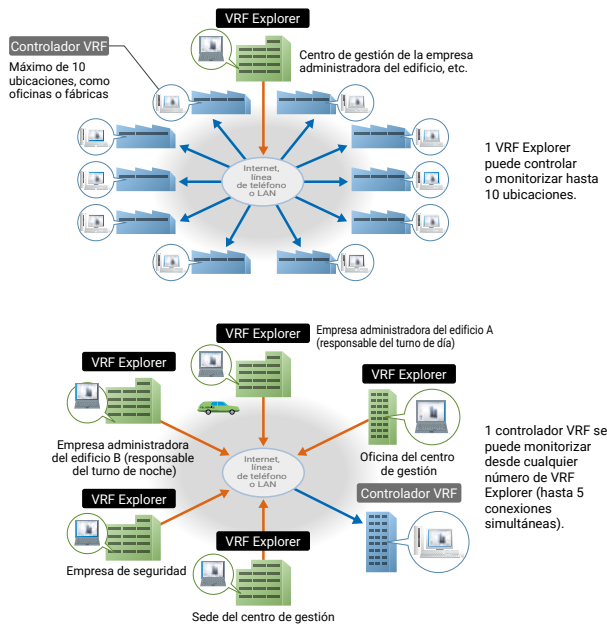 VRF Explorer
Controlador VRF
Máximo de 10
ubicaciones, como
oficinas o fábricas
Centro de gestión de la empresa
administradora del edificio, etc.
Internet,
línea
de teléfono
o LAN
1 VRF Explorer
puede controlar
o monitorizar hasta
10 ubicaciones.
VRF Explorer
Empresa administradora del edificio A
(responsable del turno de día)
VRF Explorer
VRF Explorer
Empresa administradora
del edificio B (responsable
del turno de noche)
Internet,
línea
de teléfono
o LAN
Oficina del centro
de gestión
Controlador VRF
1 controlador VRF se
puede monitorizar
desde cualquier
número de VRF
Explorer (hasta 5
conexiones
simultáneas).
VRF Explorer
Empresa de seguridad
VRF Explorer
Sede del centro de gestión